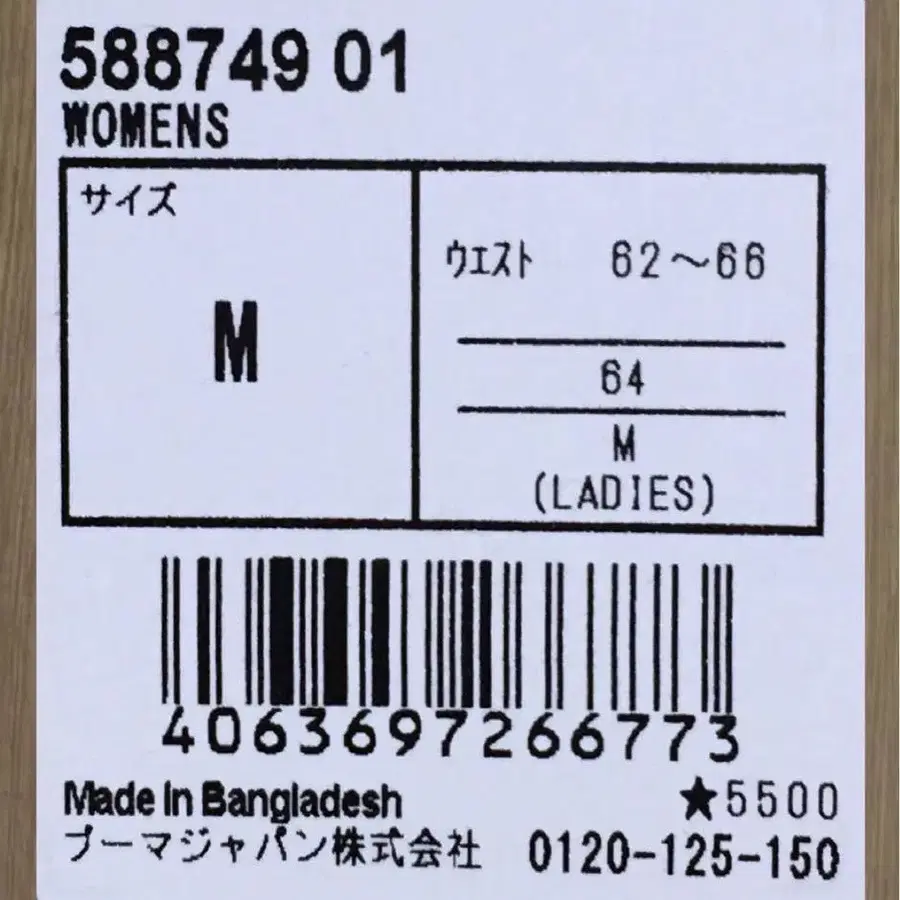 588749 01
WOMENS
サイズ
M
ウエスト 62～66
64
M
(LADIES)
4063697266773
Made in Bangladesh ★5500
プーマジャパン株式会社 0120-125-150